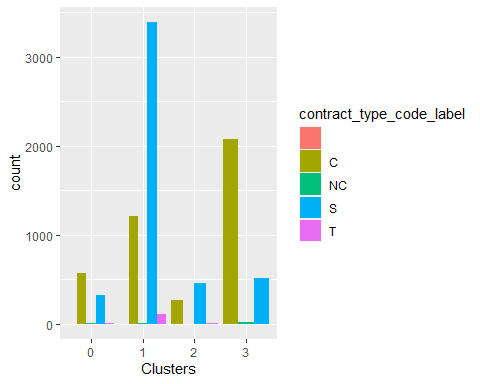 count
3000
2000
1000
0
0 1 2 3
Clusters
contract_type_code_label
C
NC
S
T